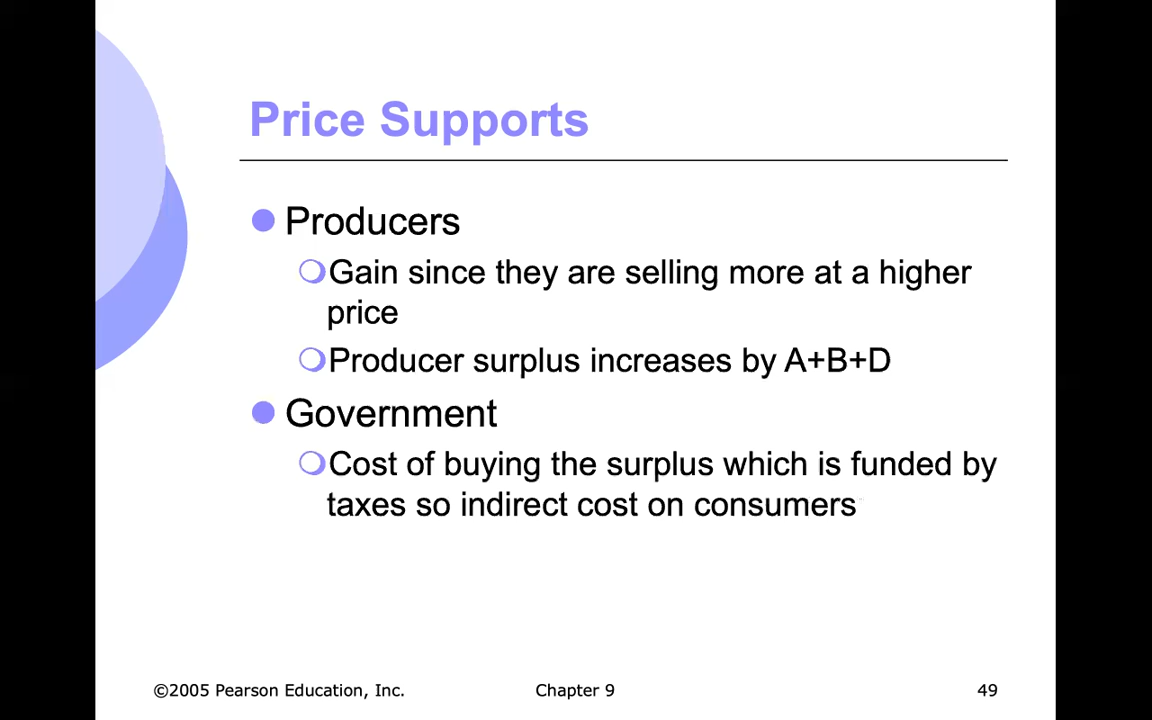 Price Supports
Producers
Gain since they are selling more at a higher
price
Producer surplus increases by A+B+D
Government
Cost of buying the surplus which is funded by
taxes so indirect cost on consumers
©2005 Pearson Education, Inc.
Chapter 9
49